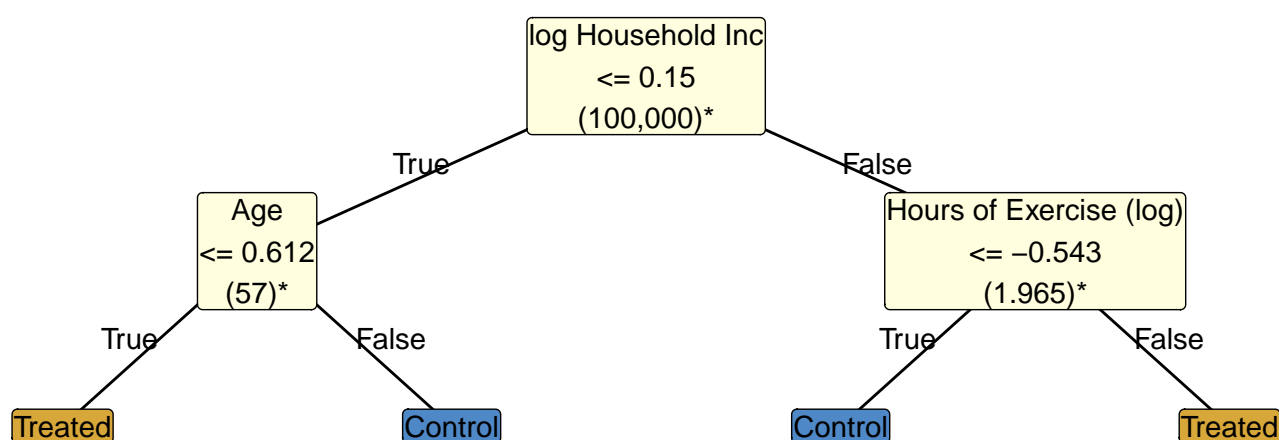 log Household Inc
<= 0.15
(100,000)*
True
False
Age
<= 0.612
(57)*
Hours of Exercise (log)
<= −0.543
(1.965)*
True
False
True
False
Treated
Control
Control
Treated